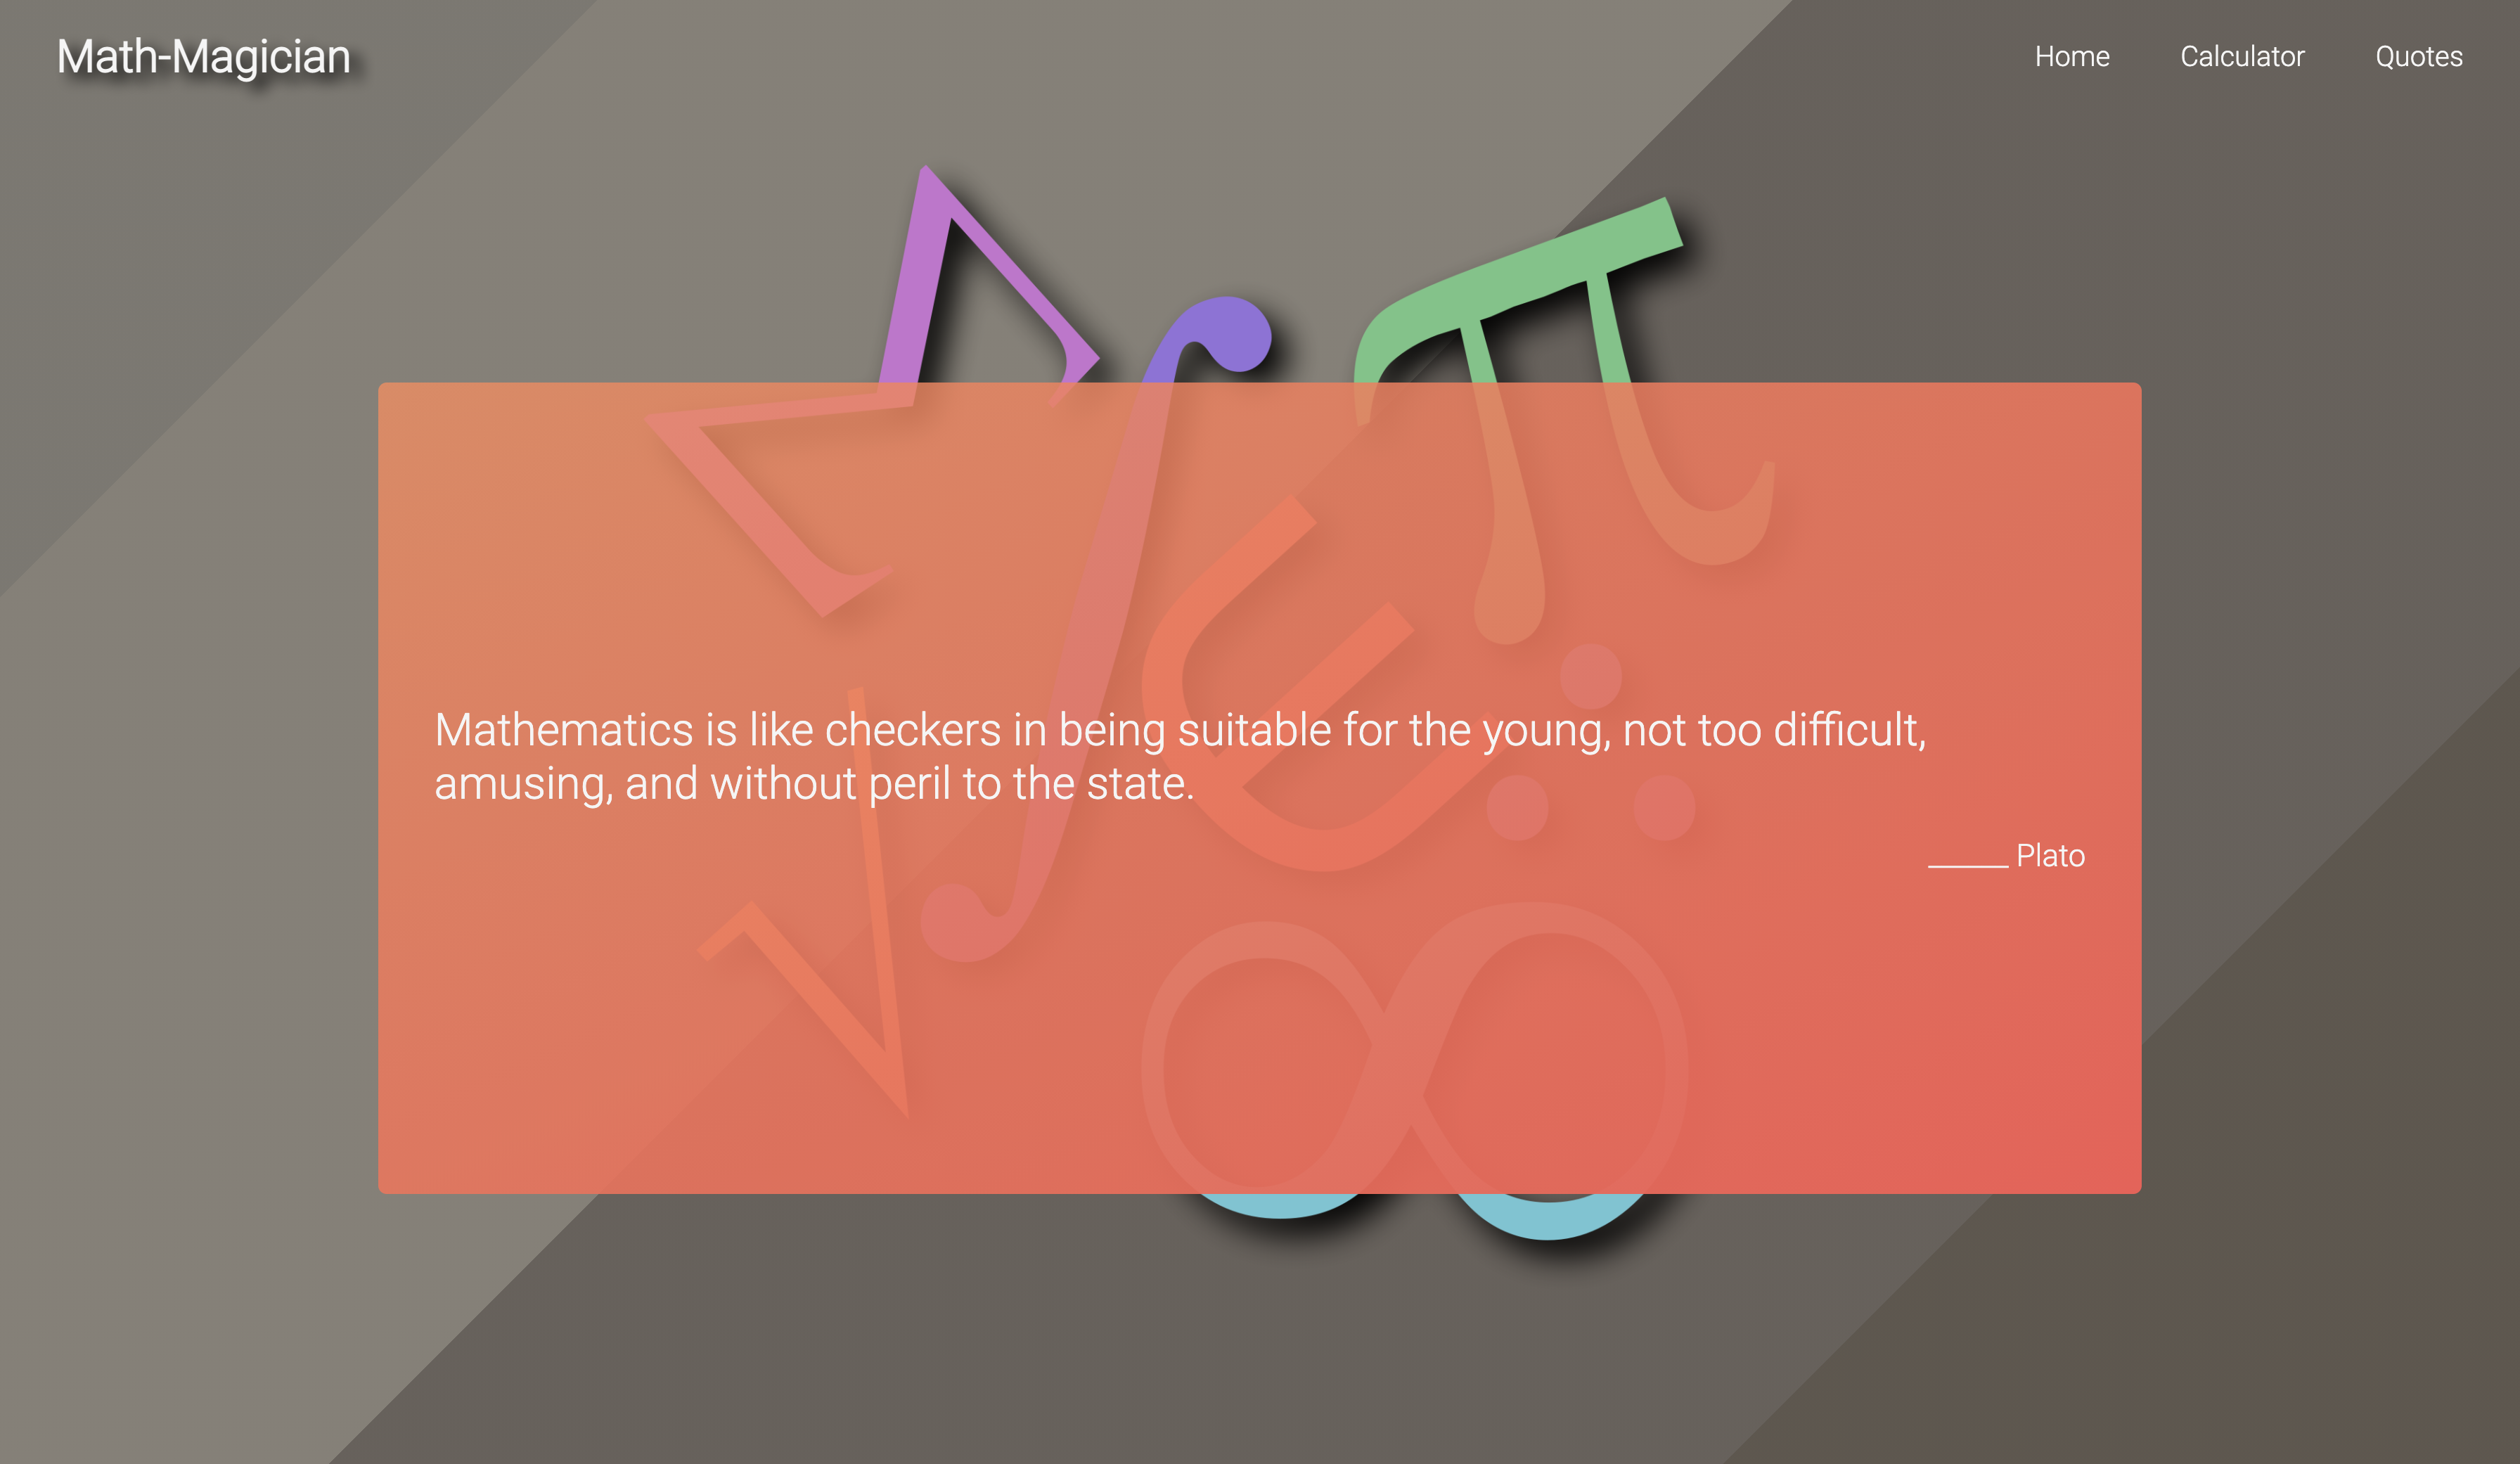 Math-Magician
Home Calculator Quotes
Σ
π
∫
∈
∴
√
∞
Mathematics is like checkers in being suitable for the young, not too difficult,
amusing, and without peril to the state.
______ Plato